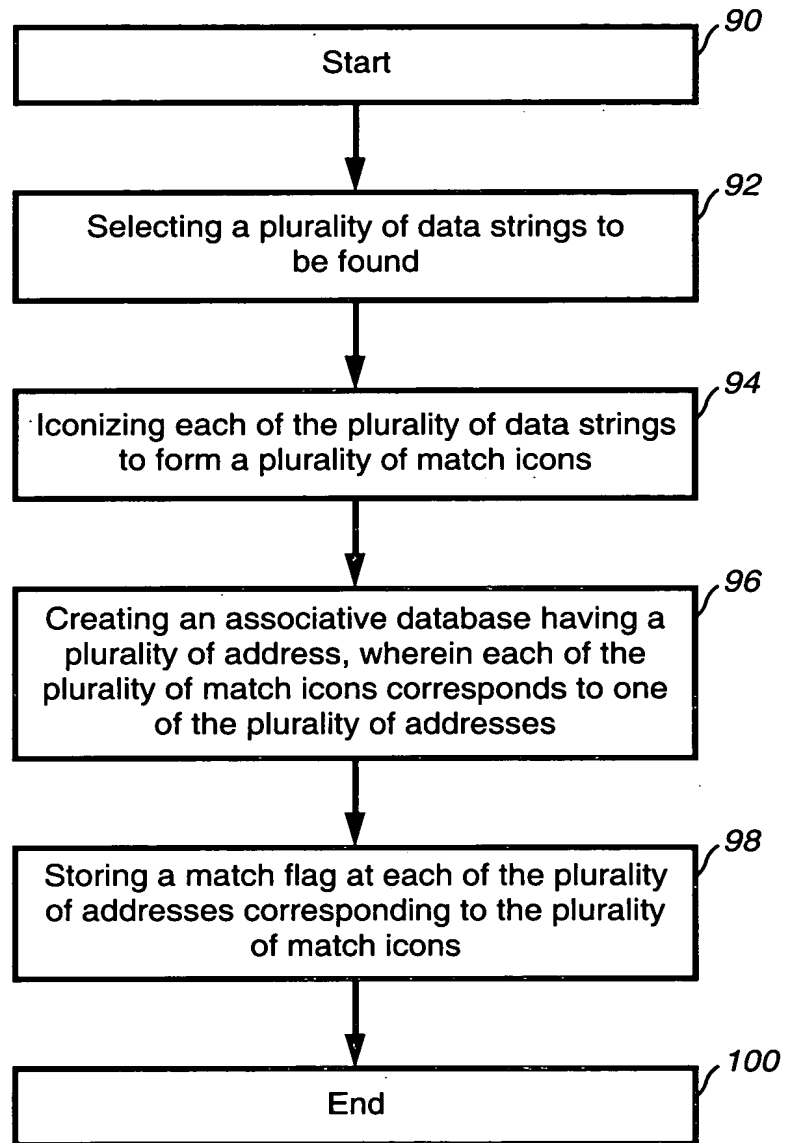 90
Start
92
Selecting a plurality of data strings to
be found
94
Iconizing each of the plurality of data strings
to form a plurality of match icons
96
Creating an associative database having a
plurality of address, wherein each of the
plurality of match icons corresponds to one
of the plurality of addresses
98
Storing a match flag at each of the plurality
of addresses corresponding to the plurality
of match icons
100
End